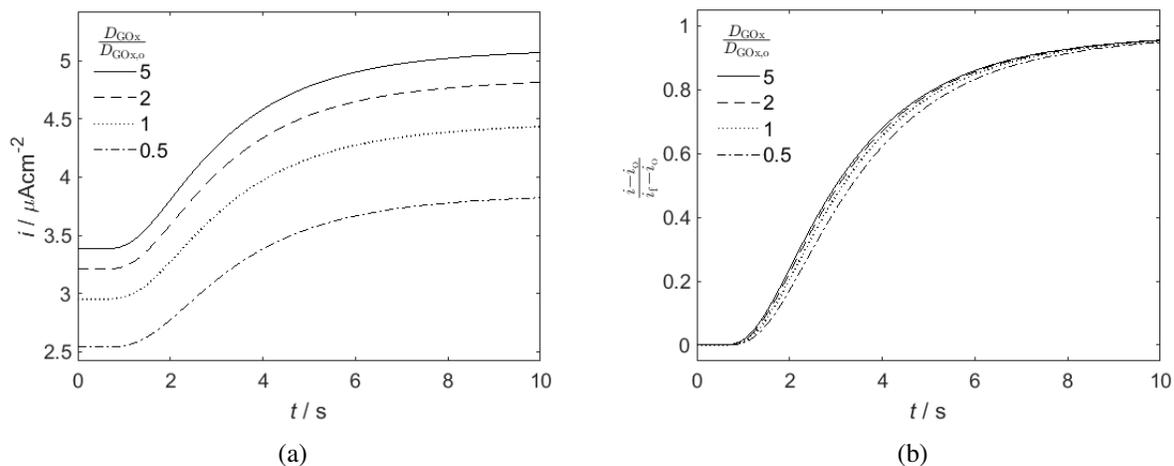 D_GOx
D_GOx,o
5
2
1
0.5
5
4.5
4
3.5
3
2.5
i / μAcm⁻²
0 2 4 6 8 10
t / s
(a)
D_GOx
D_GOx,o
5
2
1
0.5
1
0.8
0.6
0.4
0.2
0
i−i_o
i_f−i_o
0 2 4 6 8 10
t / s
(b)